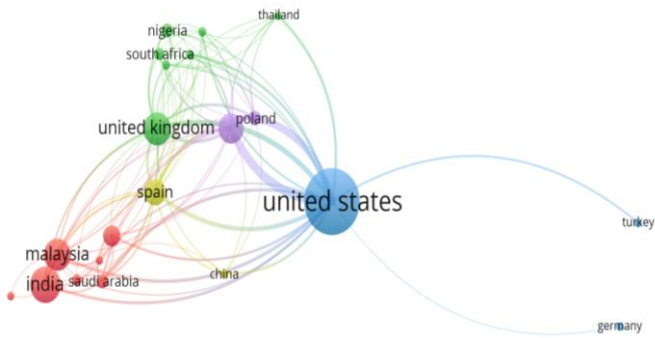 thailand
nigeria
south africa
united kingdom
poland
spain
united states
turkey
malaysia
china
india
saudi arabia
germany